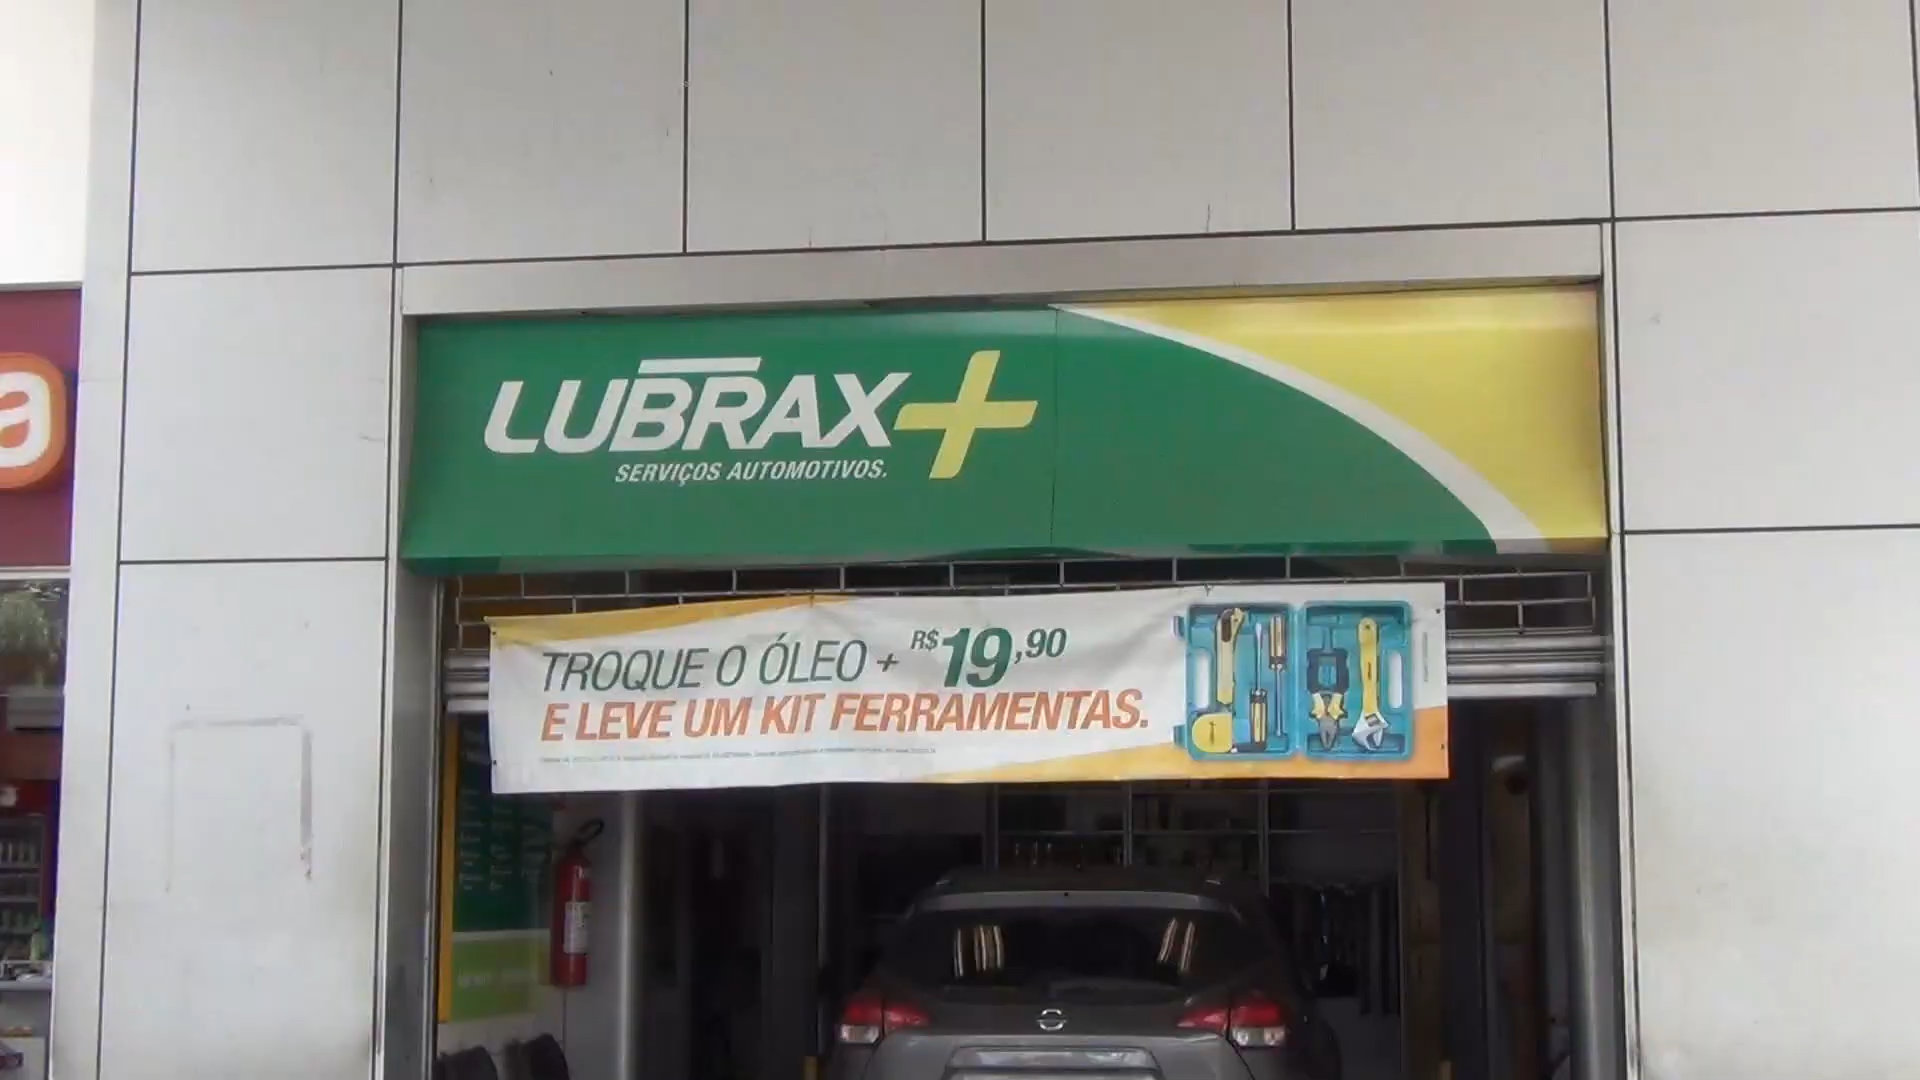 LUBRAX+
SERVIÇOS AUTOMOTIVOS.
a
TROQUE O ÓLEO + R$19,90
E LEVE UM KIT FERRAMENTAS.